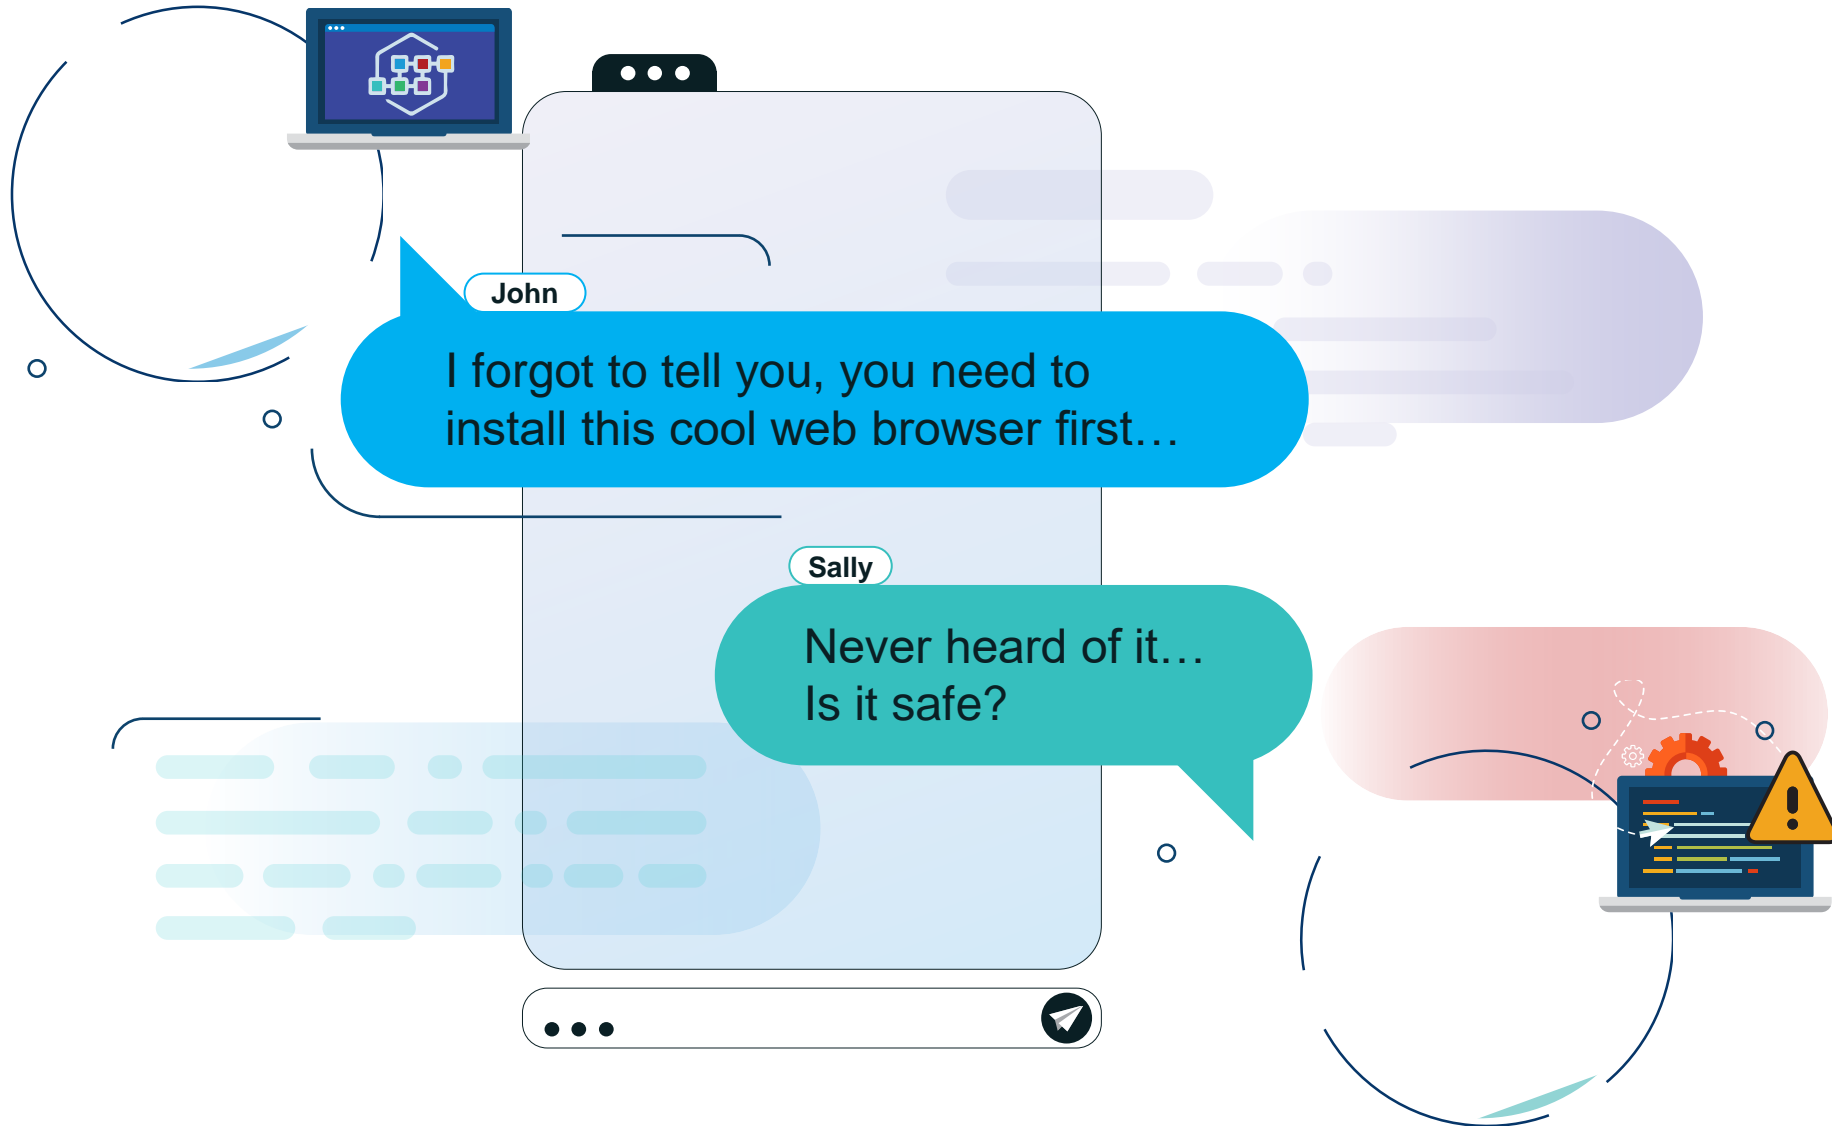 John
I forgot to tell you, you need to
install this cool web browser first…
Sally
Never heard of it…
Is it safe?